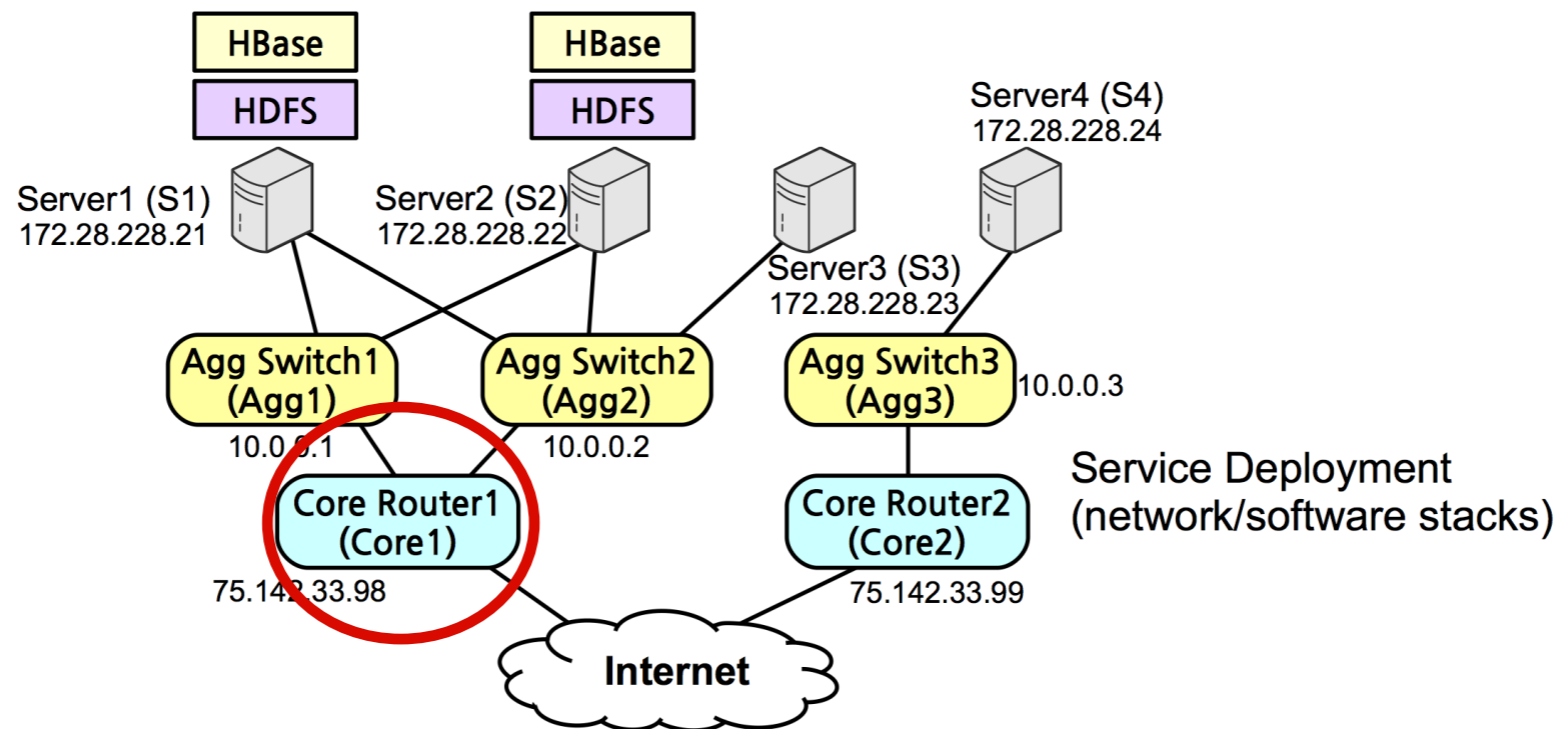 HBase
HDFS
HBase
HDFS
Server1 (S1)
172.28.228.21
Server2 (S2)
172.28.228.22
Server3 (S3)
172.28.228.23
Server4 (S4)
172.28.228.24
Agg Switch1
(Agg1)
10.0.0.1
Agg Switch2
(Agg2)
10.0.0.2
Agg Switch3
(Agg3)
10.0.0.3
Core Router1
(Core1)
75.142.33.98
Core Router2
(Core2)
75.142.33.99
Service Deployment
(network/software stacks)
Internet